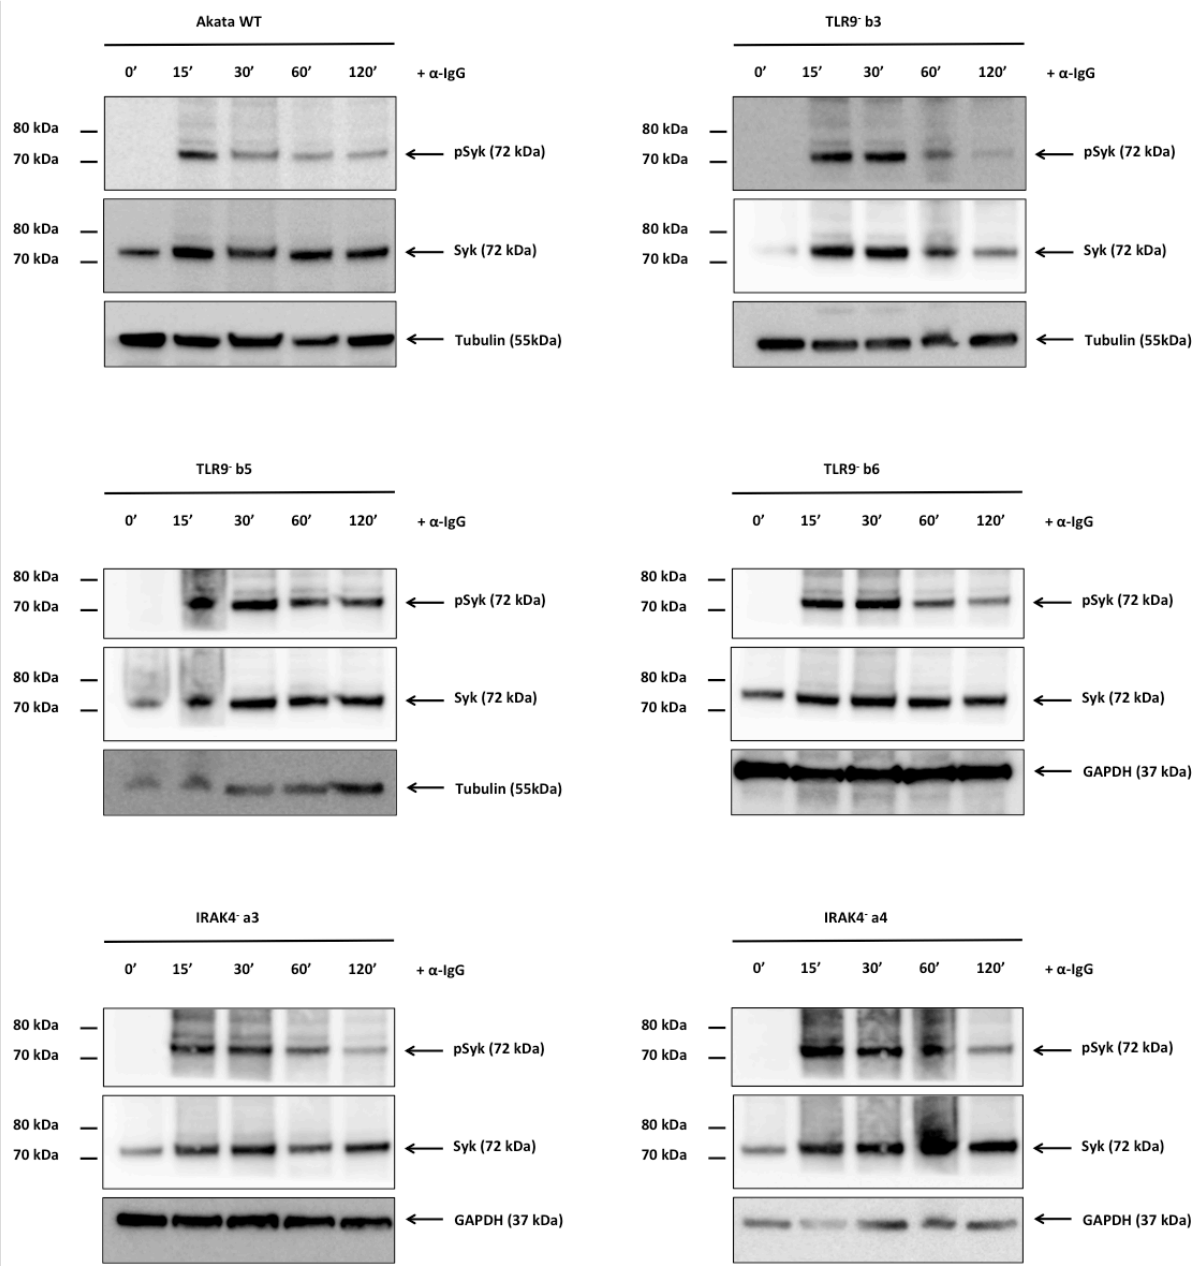 Akata WT
0’ 15’ 30’ 60’ 120’ + α-IgG
80 kDa
70 kDa
pSyk (72 kDa)
80 kDa
70 kDa
Syk (72 kDa)
Tubulin (55kDa)
TLR9⁻ b3
0’ 15’ 30’ 60’ 120’ + α-IgG
80 kDa
70 kDa
pSyk (72 kDa)
80 kDa
70 kDa
Syk (72 kDa)
Tubulin (55kDa)
TLR9⁻ b5
0’ 15’ 30’ 60’ 120’ + α-IgG
80 kDa
70 kDa
pSyk (72 kDa)
80 kDa
70 kDa
Syk (72 kDa)
Tubulin (55kDa)
TLR9⁻ b6
0’ 15’ 30’ 60’ 120’ + α-IgG
80 kDa
70 kDa
pSyk (72 kDa)
80 kDa
70 kDa
Syk (72 kDa)
GAPDH (37 kDa)
IRAK4⁻ a3
0’ 15’ 30’ 60’ 120’ + α-IgG
80 kDa
70 kDa
pSyk (72 kDa)
80 kDa
70 kDa
Syk (72 kDa)
GAPDH (37 kDa)
IRAK4⁻ a4
0’ 15’ 30’ 60’ 120’ + α-IgG
80 kDa
70 kDa
pSyk (72 kDa)
80 kDa
70 kDa
Syk (72 kDa)
GAPDH (37 kDa)